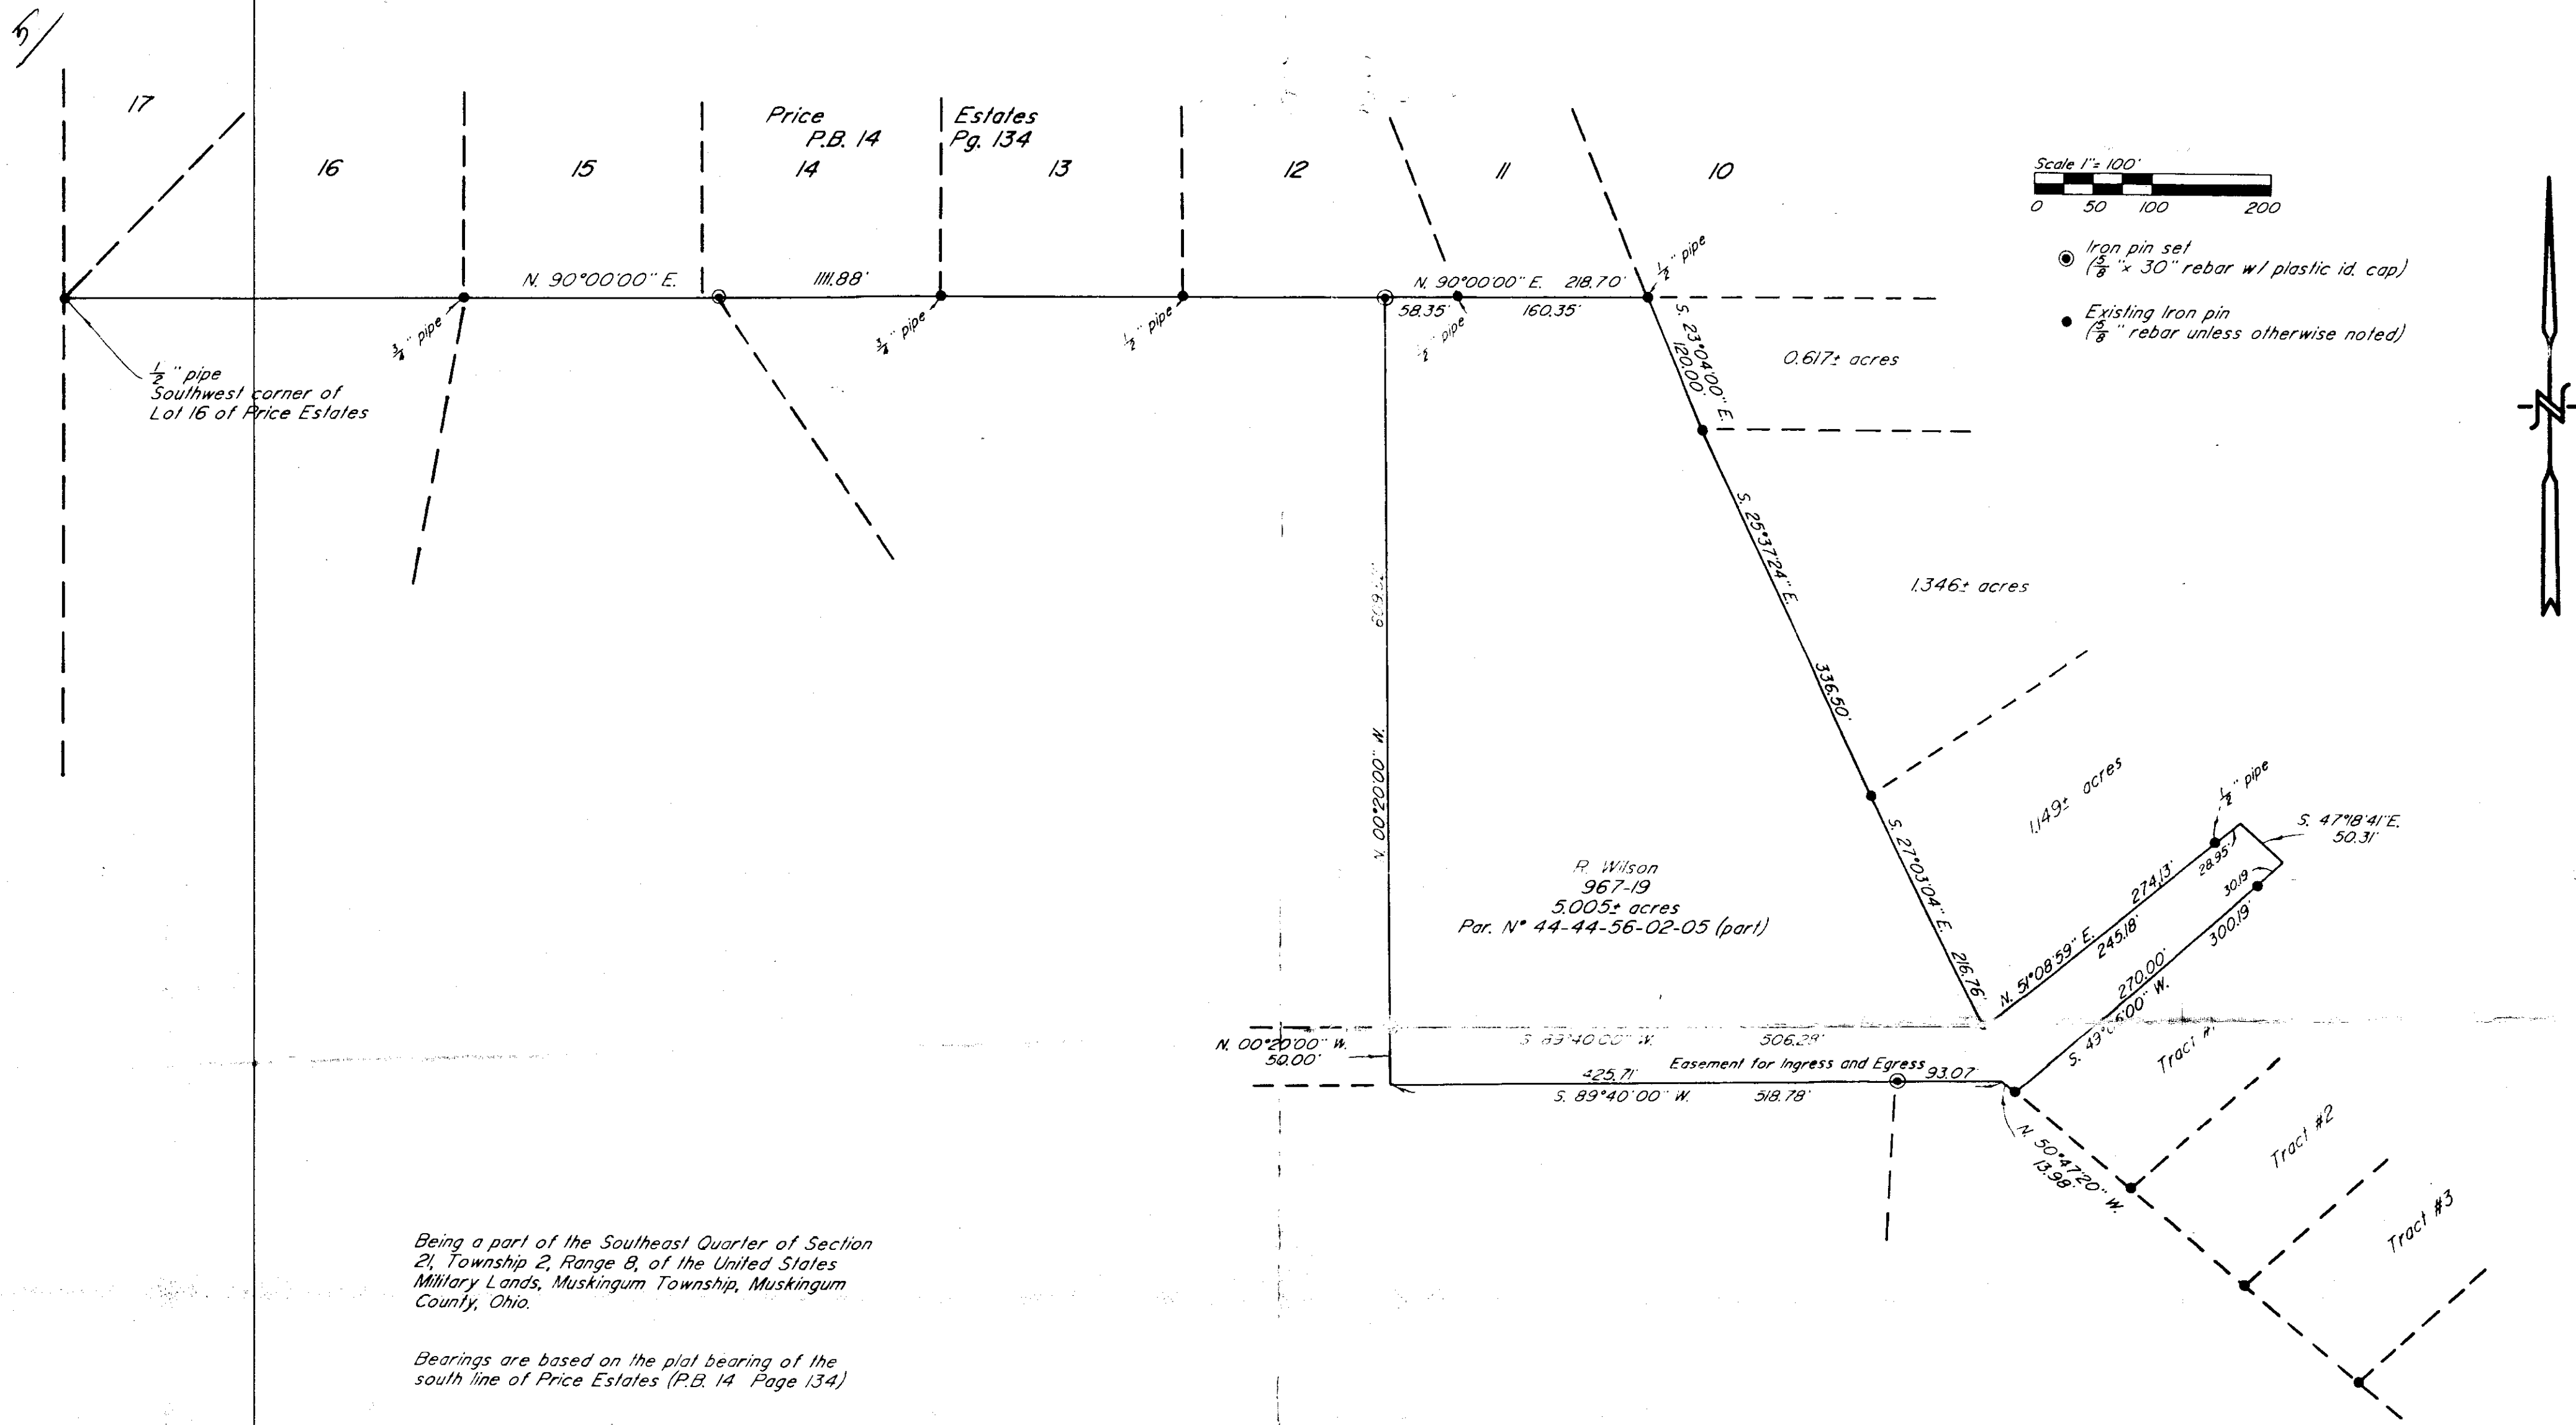 5/
17
16
15
Price
P.B. 14
14
Estates
Pg. 134
13
12
11
10
Scale 1"= 100'
0 50 100 200
Iron pin set
(5/8" x 30" rebar w/ plastic id. cap)
Existing Iron pin
(5/8" rebar unless otherwise noted)
N
N. 90°00'00" E. 1111.88'
N. 90°00'00" E. 218.70'
58.35' 160.35'
1/2" pipe
3/4" pipe
3/4" pipe
1/2" pipe
1/2" pipe
1/2" pipe
Southwest corner of
Lot 16 of Price Estates
S. 23°04'00" E.
120.00'
0.617± acres
S. 25°37'24" E. 336.50'
1.346± acres
N. 00°20'00" W.
S. 27°03'04" E. 216.76'
1.149± acres
1/2" pipe
S. 47°18'41" E.
50.31'
R. Wilson
967-19
5.005± acres
Par. Nº 44-44-56-02-05 (part)
N. 51°08'59" E. 274.13'
245.18' 28.95'
30.19
270.00' 300.19'
W.
N. 00°20'00" W.
50.00'
S. 89°40'00" W. 506.29'
Easement for Ingress and Egress
425.71' 93.07'
S. 89°40'00" W. 518.78'
N. 50°47'20" W.
13.98'
Tract #1
Tract #2
Tract #3
Being a part of the Southeast Quarter of Section
21, Township 2, Range 8, of the United States
Military Lands, Muskingum Township, Muskingum
County, Ohio.
Bearings are based on the plat bearing of the
south line of Price Estates (P.B. 14 Page 134)